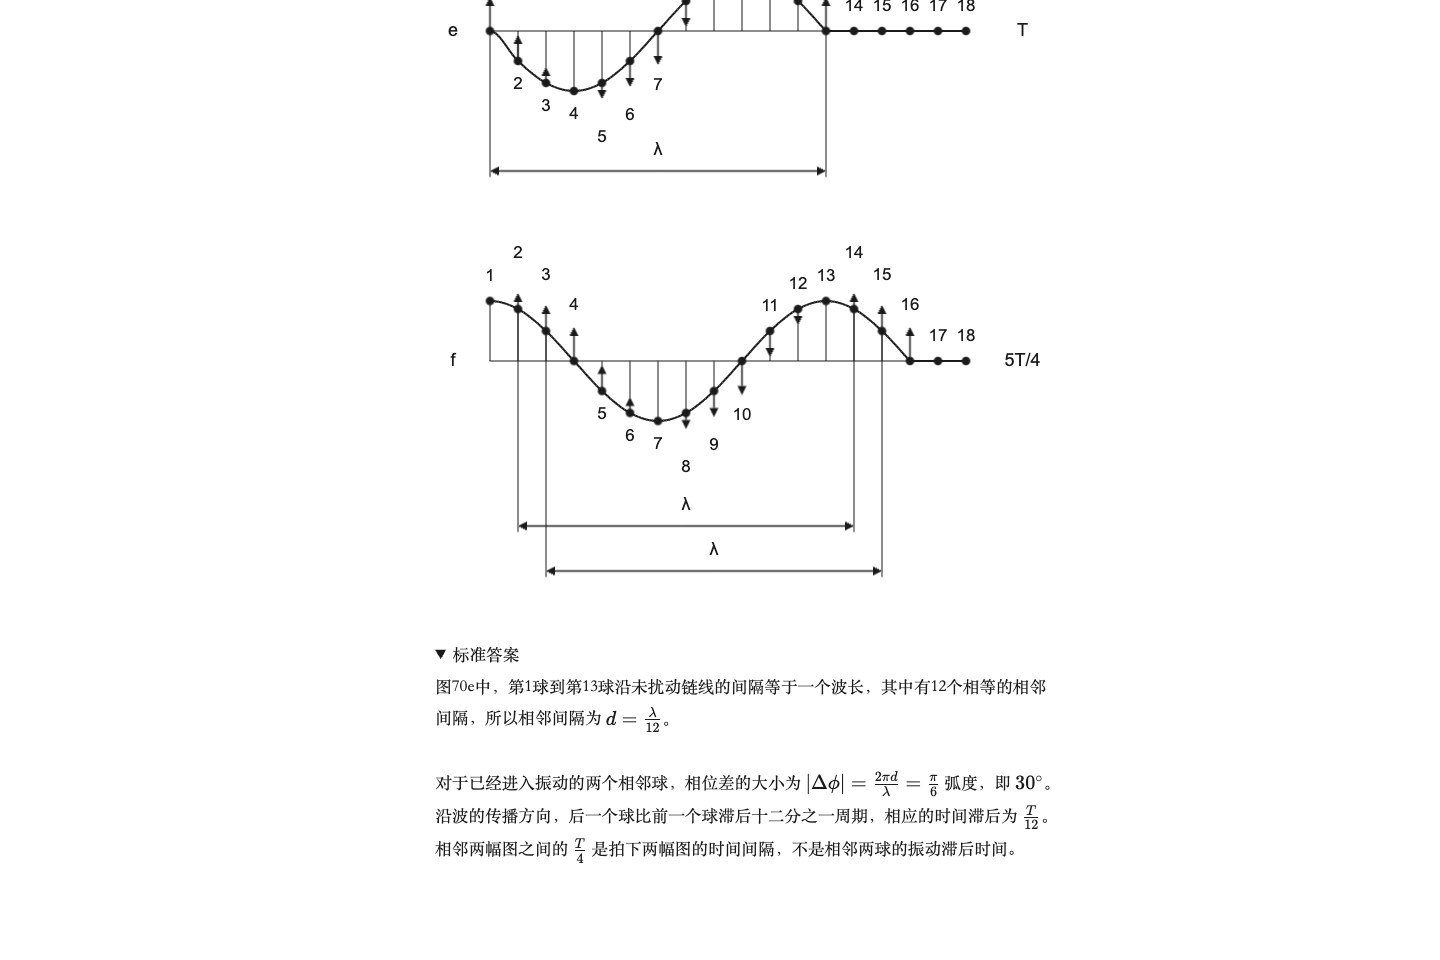 14 15 16 17 18
e T
2
3
4
5
6
7
λ
2 14
1 3 12 13 15
4 11 16
17 18
f 5T/4
5
6
7
8
9
10
λ
λ
▼ 标准答案
图70e中，第1球到第13球沿未扰动链线的间隔等于一个波长，其中有12个相等的相邻
间隔，所以相邻间隔为 d = λ/12。
对于已经进入振动的两个相邻球，相位差的大小为 |Δϕ| = 2πd/λ = π/6 弧度，即 30°。
沿波的传播方向，后一个球比前一个球滞后十二分之一周期，相应的时间滞后为 T/12。
相邻两幅图之间的 T/4 是拍下两幅图的时间间隔，不是相邻两球的振动滞后时间。